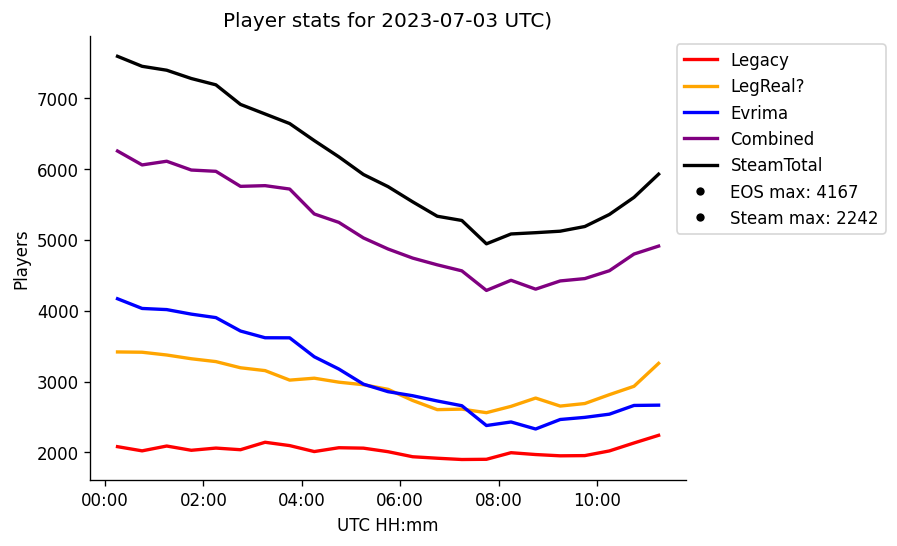 Player stats for 2023-07-03 UTC)
Legacy
LegReal?
Evrima
Combined
SteamTotal
EOS max: 4167
Steam max: 2242
Players
7000
6000
5000
4000
3000
2000
00:00 02:00 04:00 06:00 08:00 10:00
UTC HH:mm